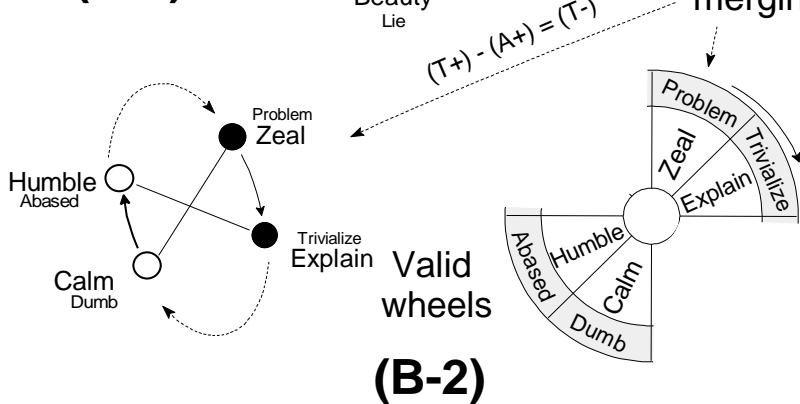 Beauty
Lie
(T+) - (A+) = (T-)
Problem
Zeal
Humble
Abased
Trivialize
Explain
Calm
Dumb
Valid
wheels
Problem
Trivialize
Zeal
Explain
Humble
Abased
Calm
Dumb
(B-2)